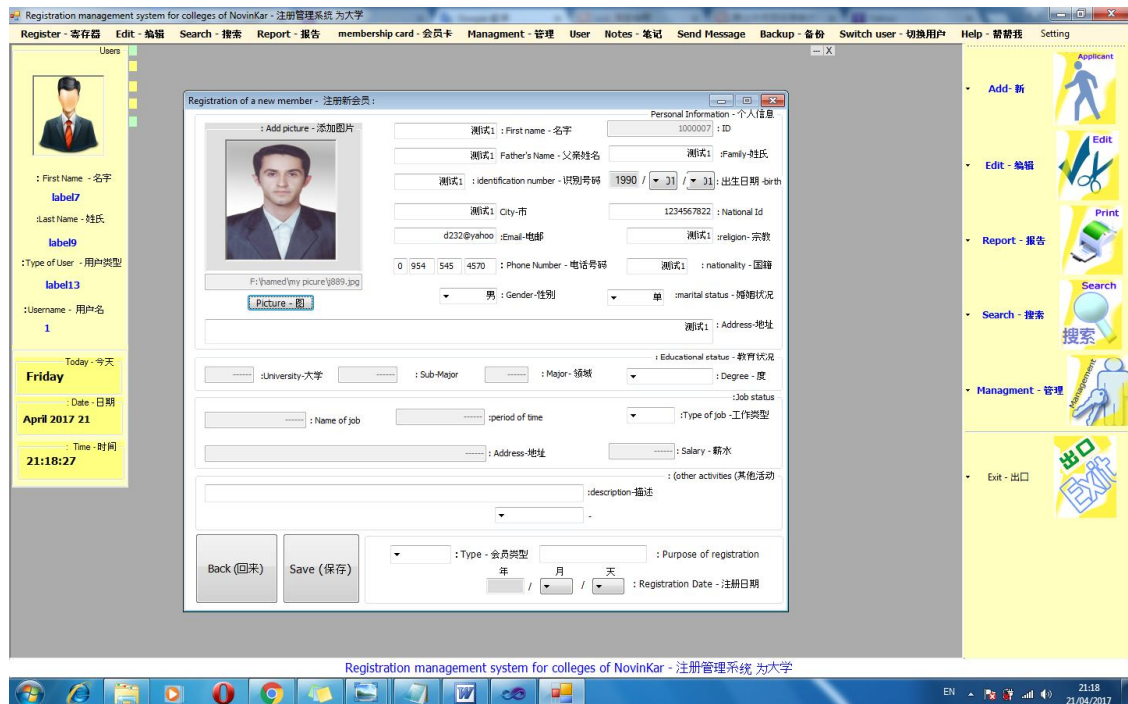 Registration management system for colleges of NovinKar - 注册管理系统 为大学
Register - 寄存器 Edit - 编辑 Search - 搜索 Report - 报告 membership card - 会员卡 Managment - 管理 User Notes - 笔记 Send Message Backup - 备份 Switch user - 切换用户 Help - 帮帮我 Setting
Users
: First Name - 名字
label7
:Last Name - 姓氏
label9
:Type of User - 用户类型
label13
:Username - 用户名
1
Today - 今天
Friday
: Date - 日期
April 2017 21
: Time - 时间
21:18:27
Registration of a new member - 注册新会员 :
Personal Information - 个人信息
: Add picture - 添加图片
测试1 : First name - 名字 1000007 : ID
测试1 Father's Name - 父亲姓名 测试1 :Family-姓氏
测试1 : identification number - 识别号码 1990 / 01 / 01 : 出生日期 -birth
测试1 City-市 1234567822 : National Id
d232@yahoo :Email-电邮 测试1 :religion- 宗教
0 954 545 4570 : Phone Number - 电话号码 测试1 : nationality - 国籍
F:\hamed\my picure\j889.jpg
男 : Gender-性别 单 :marital status - 婚姻状况
Picture - 图
测试1 : Address-地址
: Educational status - 教育状况
------ :University-大学 ------ : Sub-Major ------ : Major- 领域 : Degree - 度
:Job status
------ : Name of job ------ :period of time :Type of job -工作类型
------ : Address-地址 ------ : Salary - 薪水
: (other activities (其他活动
:description-描述
-
Back (回来) Save (保存)
: Type - 会员类型 : Purpose of registration
年 月 天
/ / : Registration Date - 注册日期
Applicant
Add- 新
Edit
Edit - 编辑
Print
Report - 报告
Search
Search - 搜索
搜索
Management
Managment - 管理
出口
Exit
Exit - 出口
Registration management system for colleges of NovinKar - 注册管理系统 为大学
EN 21:18
21/04/2017